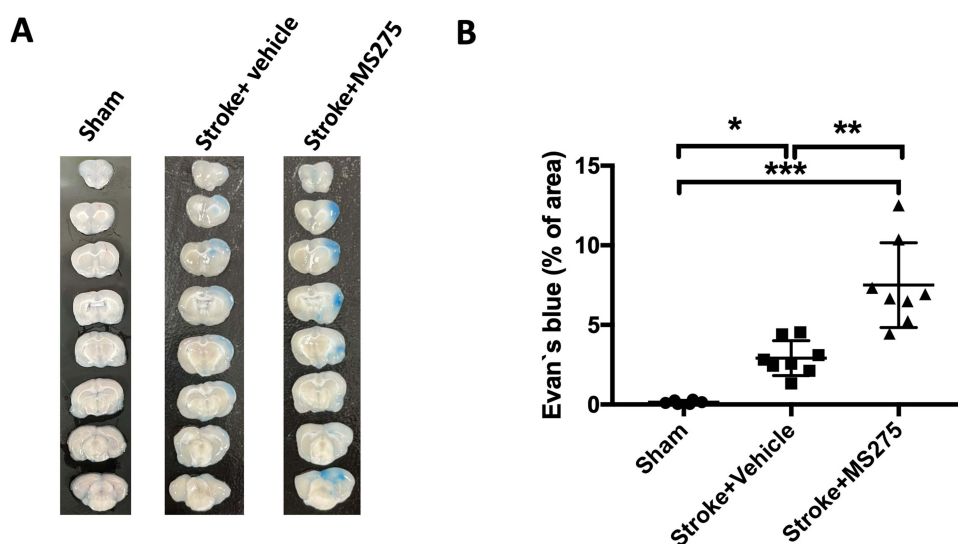 A
Sham
Stroke+ vehicle
Stroke+MS275
B
*
**
***
Evan`s blue (% of area)
15
10
5
0
Sham
Stroke+Vehicle
Stroke+MS275